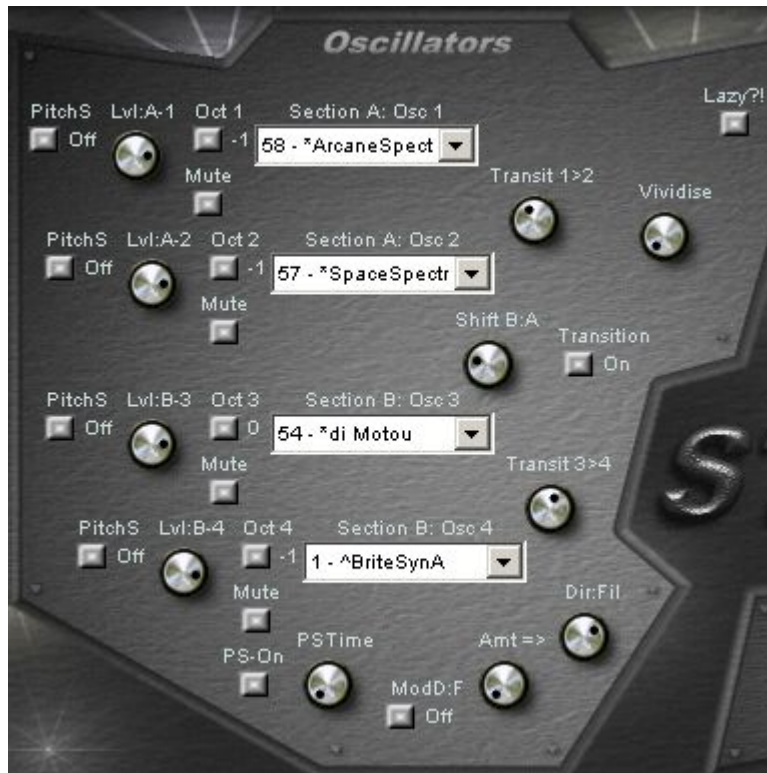 Oscillators
Lazy?!
PitchS Lvl:A-1 Oct 1 Section A: Osc 1
Off -1 58 - *ArcaneSpect
Mute
Transit 1>2
Vividise
PitchS Lvl:A-2 Oct 2 Section A: Osc 2
Off -1 57 - *SpaceSpectr
Mute
Shift B:A
Transition
On
PitchS Lvl:B-3 Oct 3 Section B: Osc 3
Off 0 54 - *di Motou
Mute
Transit 3>4
PitchS Lvl:B-4 Oct 4 Section B: Osc 4
Off -1 1 - ^BriteSynA
Mute
Dir:Fil
PS-On PSTime Amt =>
ModD:F
Off